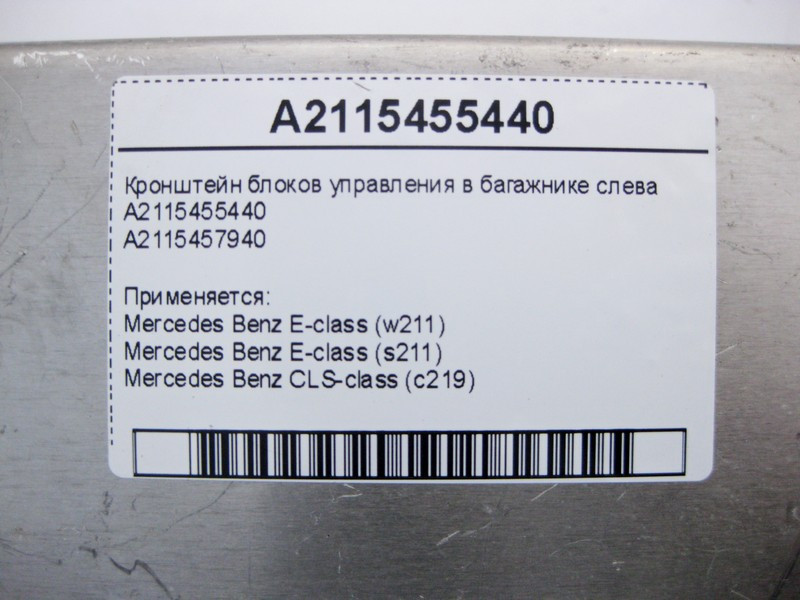 A2115455440
Кронштейн блоков управления в багажнике слева
A2115455440
A2115457940
Применяется:
Mercedes Benz E-class (w211)
Mercedes Benz E-class (s211)
Mercedes Benz CLS-class (c219)